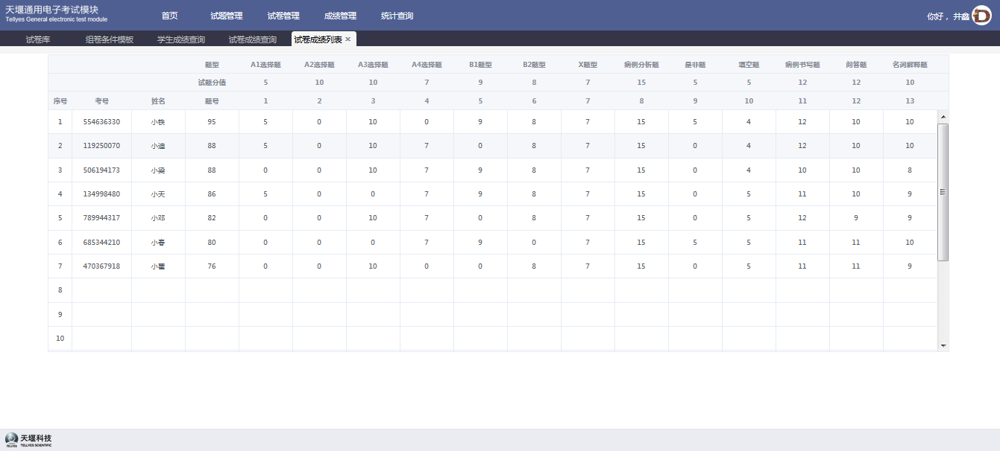 天堰通用电子考试模块
Tellyes General electronic test module
首页 试题管理 试卷管理 成绩管理 统计查询
你好， 井鑫
试卷库 组卷条件模板 学生成绩查询 试卷成绩查询 试卷成绩列表 ×
题型 A1选择题 A2选择题 A3选择题 A4选择题 B1题型 B2题型 X题型 病例分析题 是非题 填空题 病例书写题 问答题 名词解释题
试题分值 5 10 10 7 9 8 7 15 5 5 12 12 10
序号 考号 姓名 题号 1 2 3 4 5 6 7 8 9 10 11 12 13
1 554636330 小铁 95 5 0 10 0 9 8 7 15 5 4 12 10 10
2 119250070 小迪 88 5 0 10 7 0 8 7 15 0 4 12 10 10
3 506194173 小梁 88 0 0 10 7 9 8 7 15 0 4 10 10 8
4 134998480 小天 86 5 0 0 7 9 8 7 15 0 5 11 10 9
5 789944317 小邓 82 0 0 10 7 0 8 7 15 0 5 12 9 9
6 685344210 小春 80 0 0 0 7 9 0 7 15 5 5 11 11 10
7 470367918 小瞿 76 0 0 10 0 0 8 7 15 0 5 11 11 9
8
9
10
天堰科技
TELLYES SCIENTIFIC